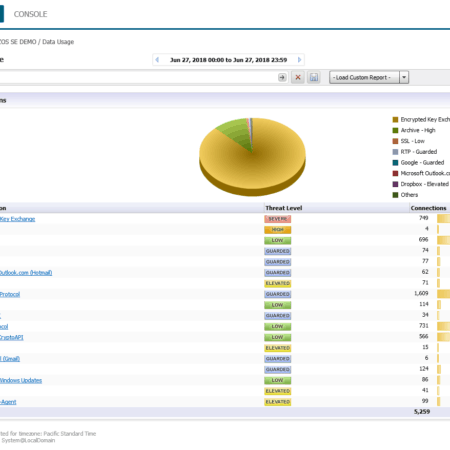 CONSOLE
OS SE DEMO / Data Usage
Jun 27, 2018 00:00 to Jun 27, 2018 23:59
- Load Custom Report -
ns
Encrypted Key Exch
Archive - High
SSL - Low
RTP - Guarded
Google - Guarded
Microsoft Outlook.co
Dropbox - Elevated
Others
on Threat Level Connections
Key Exchange SEVERE 749
HIGH 4
LOW 696
GUARDED 74
GUARDED 77
Outlook.com (Hotmail) GUARDED 62
ELEVATED 71
Protocol GUARDED 1,609
LOW 114
GUARDED 34
col LOW 731
CryptoAPI LOW 566
ELEVATED 15
l (Gmail) GUARDED 6
GUARDED 124
Windows Updates LOW 86
ELEVATED 41
-Agent ELEVATED 99
5,259
ted for timezone: Pacific Standard Time
System@LocalDomain